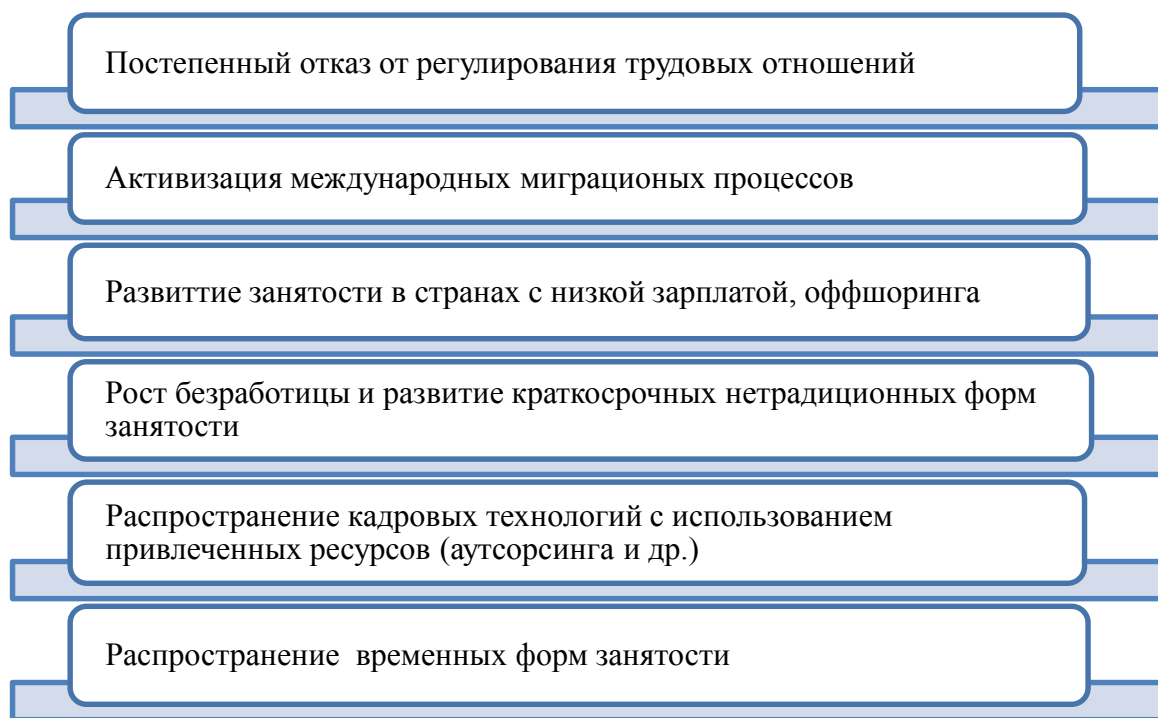 Постепенный отказ от регулирования трудовых отношений
Активизация международных миграционых процессов
Развиттие занятости в странах с низкой зарплатой, оффшоринга
Рост безработицы и развитие краткосрочных нетрадиционных форм
занятости
Распространение кадровых технологий с использованием
привлеченных ресурсов (аутсорсинга и др.)
Распространение  временных форм занятости